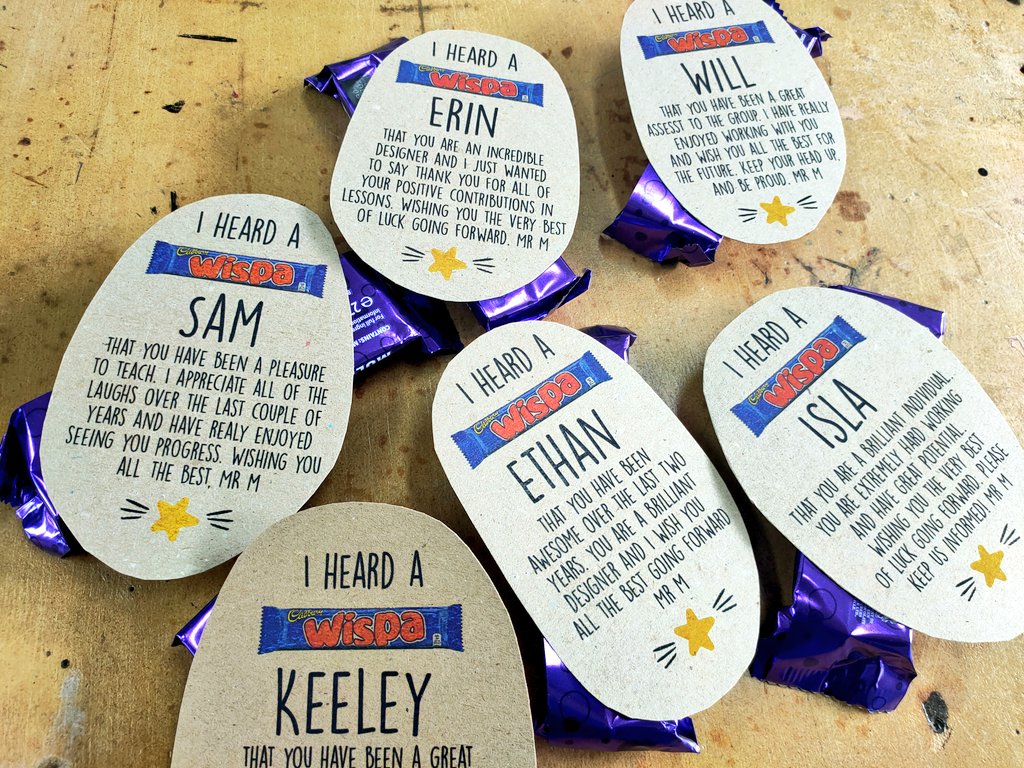 I HEARD A
Cadbury
Wispa
ERIN
THAT YOU ARE AN INCREDIBLE
DESIGNER AND I JUST WANTED
TO SAY THANK YOU FOR ALL OF
YOUR POSITIVE CONTRIBUTIONS IN
LESSONS. WISHING YOU THE VERY BEST
OF LUCK GOING FORWARD. MR M
I HEARD A
Cadbury
Wispa
WILL
THAT YOU HAVE BEEN A GREAT
ASSEST TO THE GROUP. I HAVE REALLY
ENJOYED WORKING WITH YOU
AND WISH YOU ALL THE BEST FOR
THE FUTURE. KEEP YOUR HEAD UP,
AND BE PROUD. MR M
I HEARD A
Cadbury
Wispa
SAM
THAT YOU HAVE BEEN A PLEASURE
TO TEACH. I APPRECIATE ALL OF THE
LAUGHS OVER THE LAST COUPLE OF
YEARS AND HAVE REALY ENJOYED
SEEING YOU PROGRESS. WISHING YOU
ALL THE BEST, MR M
I HEARD A
Cadbury
Wispa
ETHAN
THAT YOU HAVE BEEN
AWESOME OVER THE LAST TWO
YEARS. YOU ARE A BRILLIANT
DESIGNER AND I WISH YOU
ALL THE BEST GOING FORWARD
MR M
I HEARD A
Cadbury
Wispa
ISLA
THAT YOU ARE A BRILLIANT INDIVIDUAL.
YOU ARE EXTREMELY HARD WORKING
AND HAVE GREAT POTENTIAL.
WISHING YOU THE VERY BEST
OF LUCK GOING FORWARD. PLEASE
KEEP US INFORMED! MR M
I HEARD A
Cadbury
Wispa
KEELEY
THAT YOU HAVE BEEN A GREAT